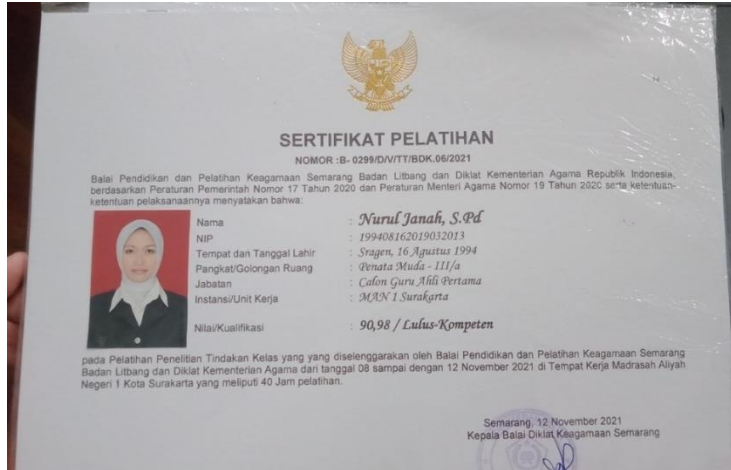 SERTIFIKAT PELATIHAN
NOMOR :B- 0299/D/V/TT/BDK.06/2021
Balai Pendidikan dan Pelatihan Keagamaan Semarang Badan Litbang dan Diklat Kementerian Agama Republik Indonesia,
berdasarkan Peraturan Pemerintah Nomor 17 Tahun 2020 dan Peraturan Menteri Agama Nomor 19 Tahun 2020 serta ketentuan-
ketentuan pelaksanaannya menyatakan bahwa:
Nama : Nurul Janah, S.Pd
NIP : 199408162019032013
Tempat dan Tanggal Lahir : Sragen, 16 Agustus 1994
Pangkat/Golongan Ruang : Penata Muda - III/a
Jabatan : Calon Guru Ahli Pertama
Instansi/Unit Kerja : MAN 1 Surakarta
Nilai/Kualifikasi : 90,98 / Lulus-Kompeten
pada Pelatihan Penelitian Tindakan Kelas yang yang diselenggarakan oleh Balai Pendidikan dan Pelatihan Keagamaan Semarang
Badan Litbang dan Diklat Kementerian Agama dari tanggal 08 sampai dengan 12 November 2021 di Tempat Kerja Madrasah Aliyah
Negeri 1 Kota Surakarta yang meliputi 40 Jam pelatihan.
Semarang, 12 November 2021
Kepala Balai Diklat Keagamaan Semarang